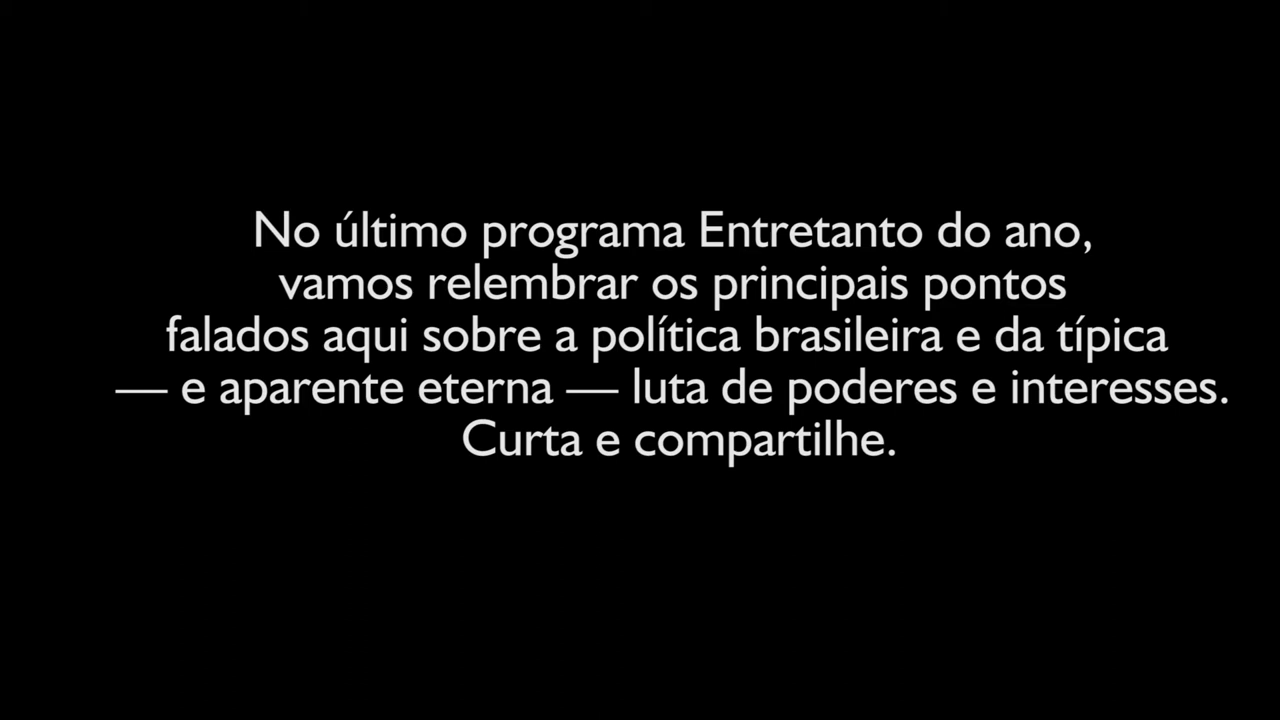 No último programa Entretanto do ano,
vamos relembrar os principais pontos
falados aqui sobre a política brasileira e da típica
— e aparente eterna — luta de poderes e interesses.
Curta e compartilhe.